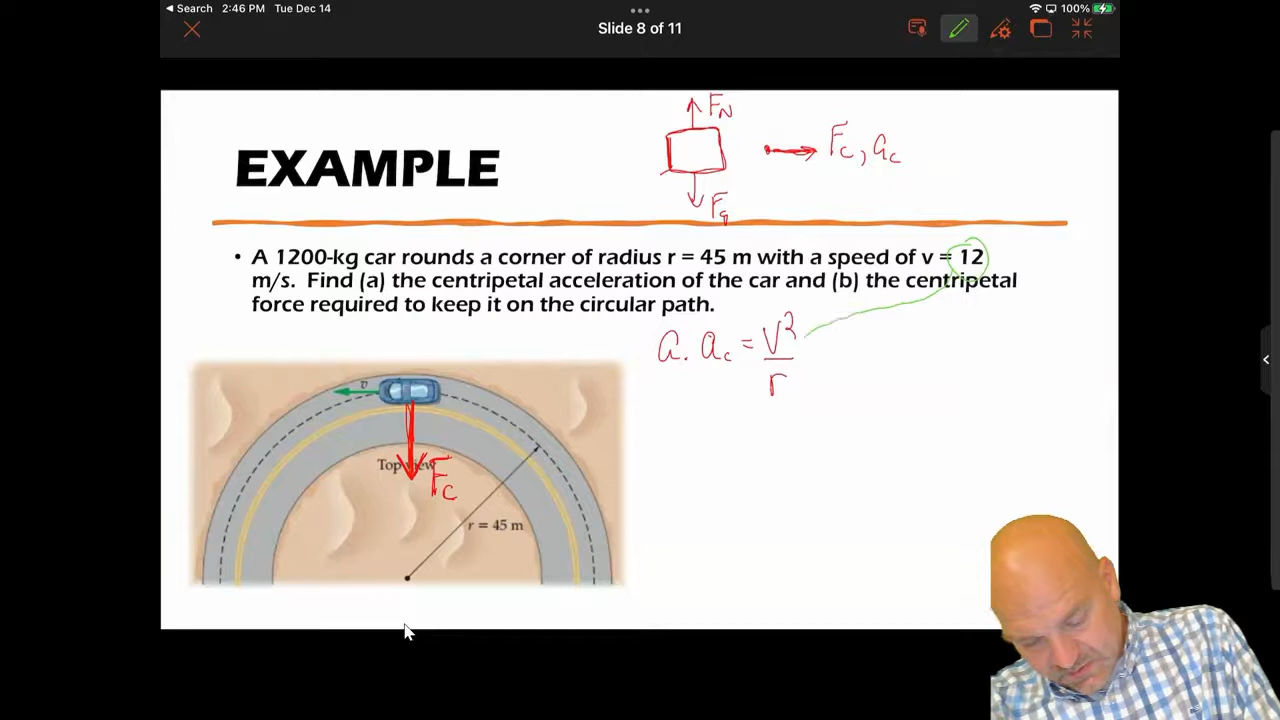 Search 2:46 PM Tue Dec 14
100%
Slide 8 of 11
F_N
F_C, a_c
F_g
EXAMPLE
• A 1200-kg car rounds a corner of radius r = 45 m with a speed of v = 12
m/s. Find (a) the centripetal acceleration of the car and (b) the centripetal
force required to keep it on the circular path.
a. a_c = v²/r
v
Top view
F_C
r = 45 m